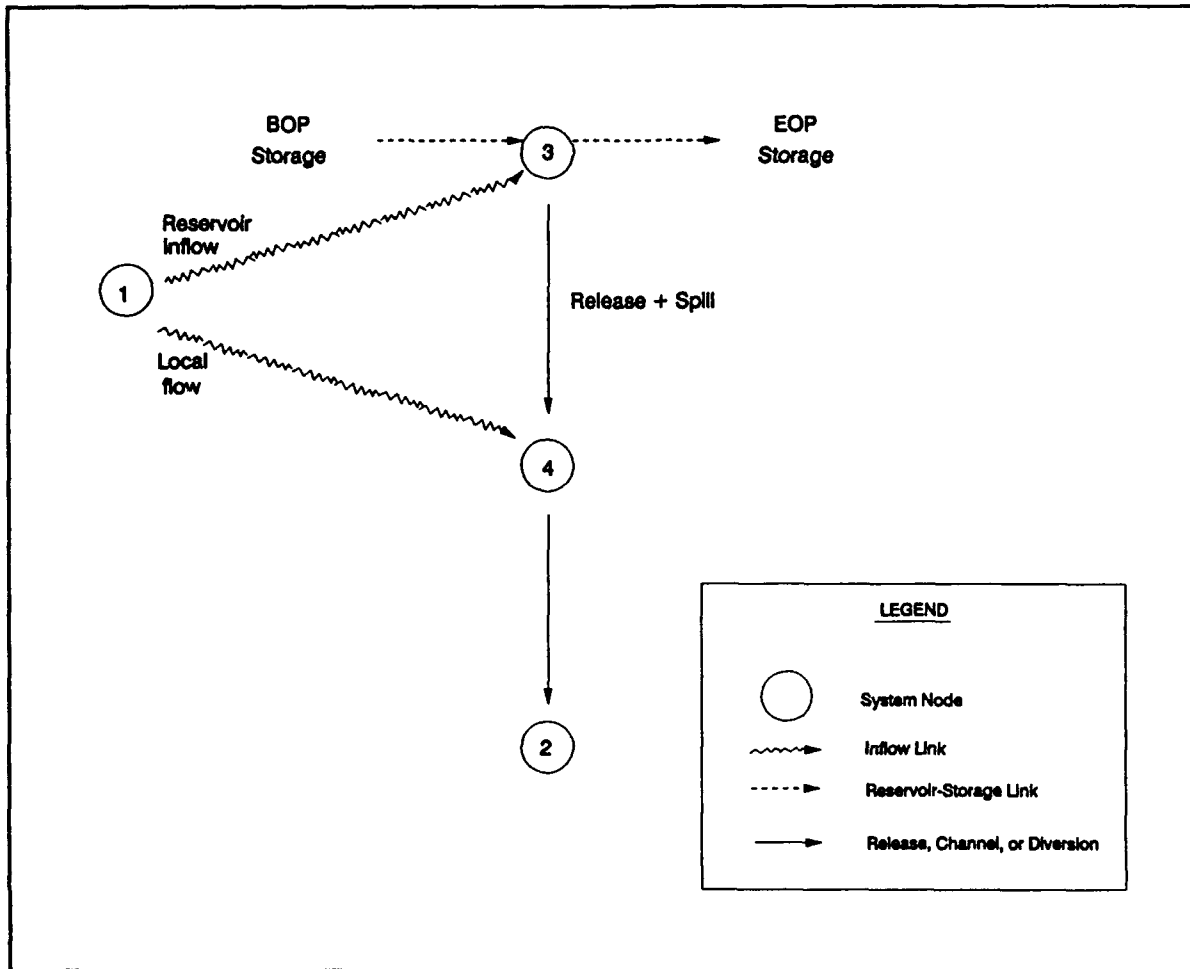 BOP
Storage
3
EOP
Storage
Reservoir
inflow
1
Release + Spill
Local
flow
4
2
LEGEND
System Node
Inflow Link
Reservoir-Storage Link
Release, Channel, or Diversion